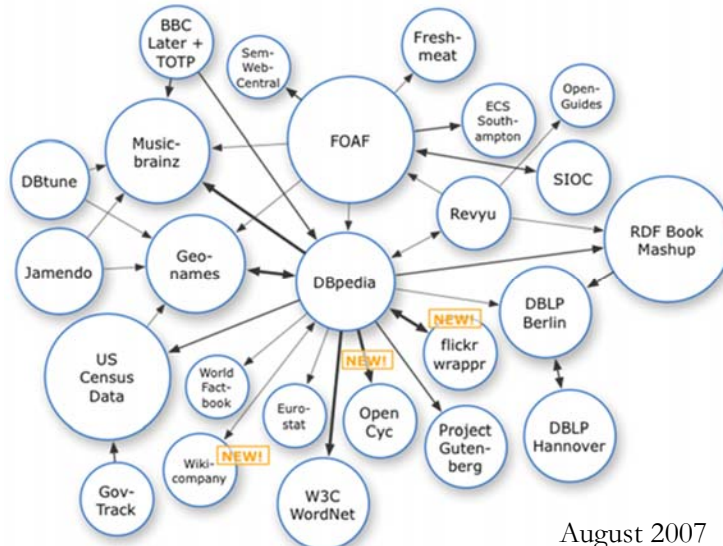 BBC
Later +
TOTP
Sem-
Web-
Central
Fresh-
meat
FOAF
ECS
South-
ampton
Open-
Guides
Music-
brainz
DBtune
SIOC
Revyu
RDF Book
Mashup
Jamendo
Geo-
names
DBpedia
DBLP
Berlin
NEW!
flickr
wrappr
US
Census
Data
World
Fact-
book
NEW!
Euro-
stat
Open
Cyc
Project
Guten-
berg
DBLP
Hannover
Wiki-
company
NEW!
Gov-
Track
W3C
WordNet
August 2007